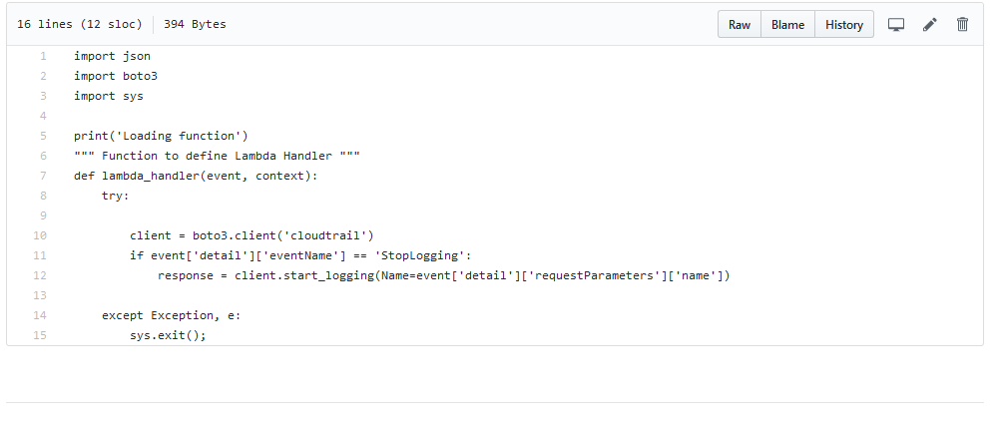 16 lines (12 sloc) 394 Bytes Raw Blame History
1 import json
2 import boto3
3 import sys
4
5 print('Loading function')
6 """ Function to define Lambda Handler """
7 def lambda_handler(event, context):
8     try:
9
10         client = boto3.client('cloudtrail')
11         if event['detail']['eventName'] == 'StopLogging':
12             response = client.start_logging(Name=event['detail']['requestParameters']['name'])
13
14     except Exception, e:
15         sys.exit();